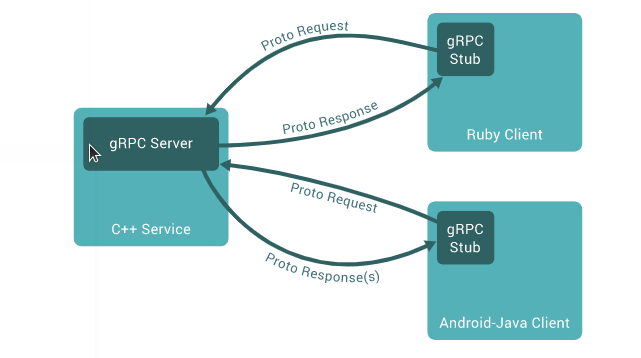 Proto Request
gRPC
Stub
Proto Response
Ruby Client
gRPC Server
C++ Service
Proto Request
gRPC
Stub
Proto Response(s)
Android-Java Client